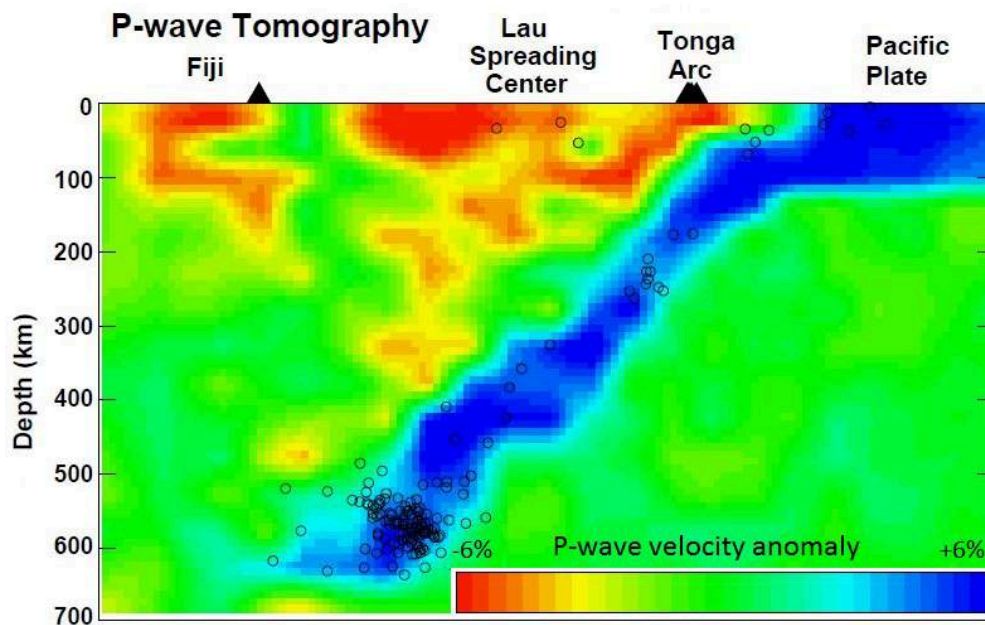 P-wave Tomography
Fiji
Lau
Spreading
Center
Tonga
Arc
Pacific
Plate
0
100
200
300
400
500
600
700
Depth (km)
-6%
P-wave velocity anomaly
+6%